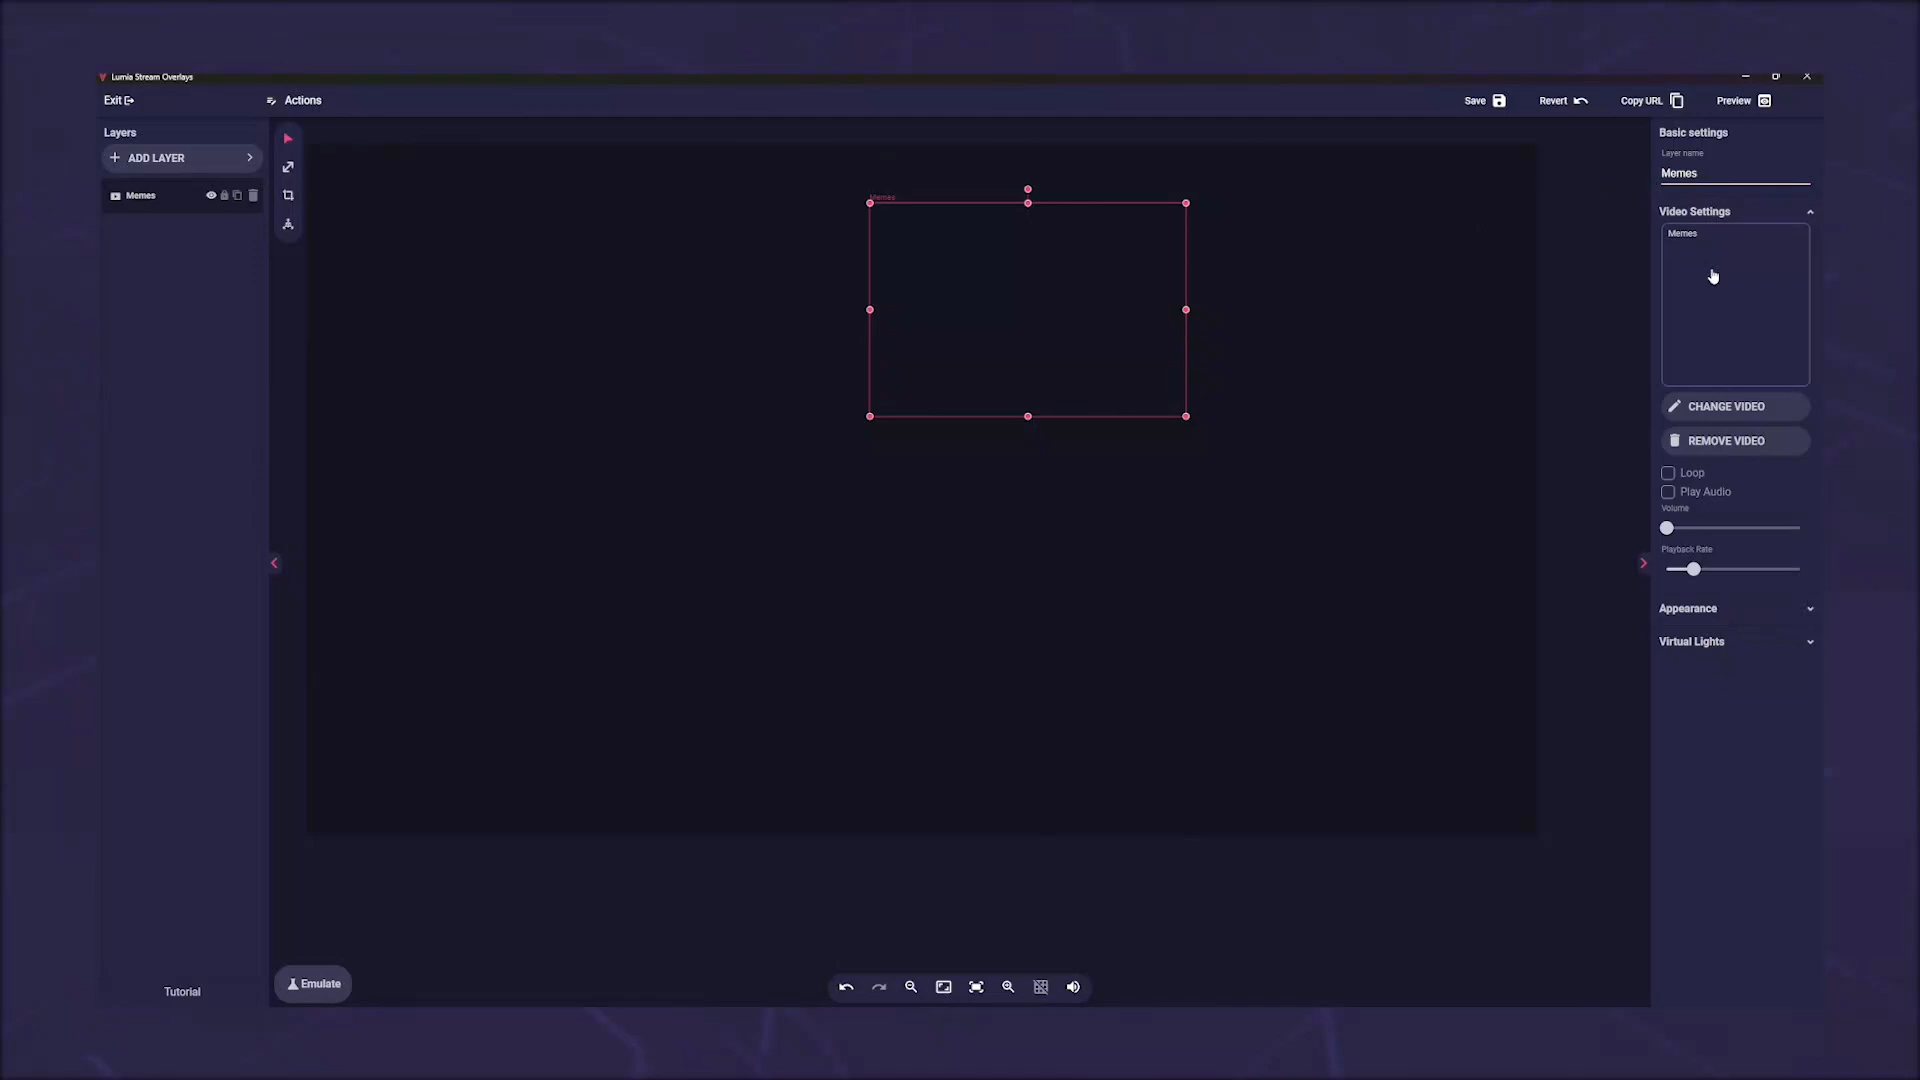 Lumia Stream Overlays
Exit
Actions
Save
Revert
Copy URL
Preview
Layers
ADD LAYER
Memes
Memes
Basic settings
Layer name
Memes
Video Settings
Memes
CHANGE VIDEO
REMOVE VIDEO
Loop
Play Audio
Volume
Playback Rate
Appearance
Virtual Lights
Tutorial
Emulate